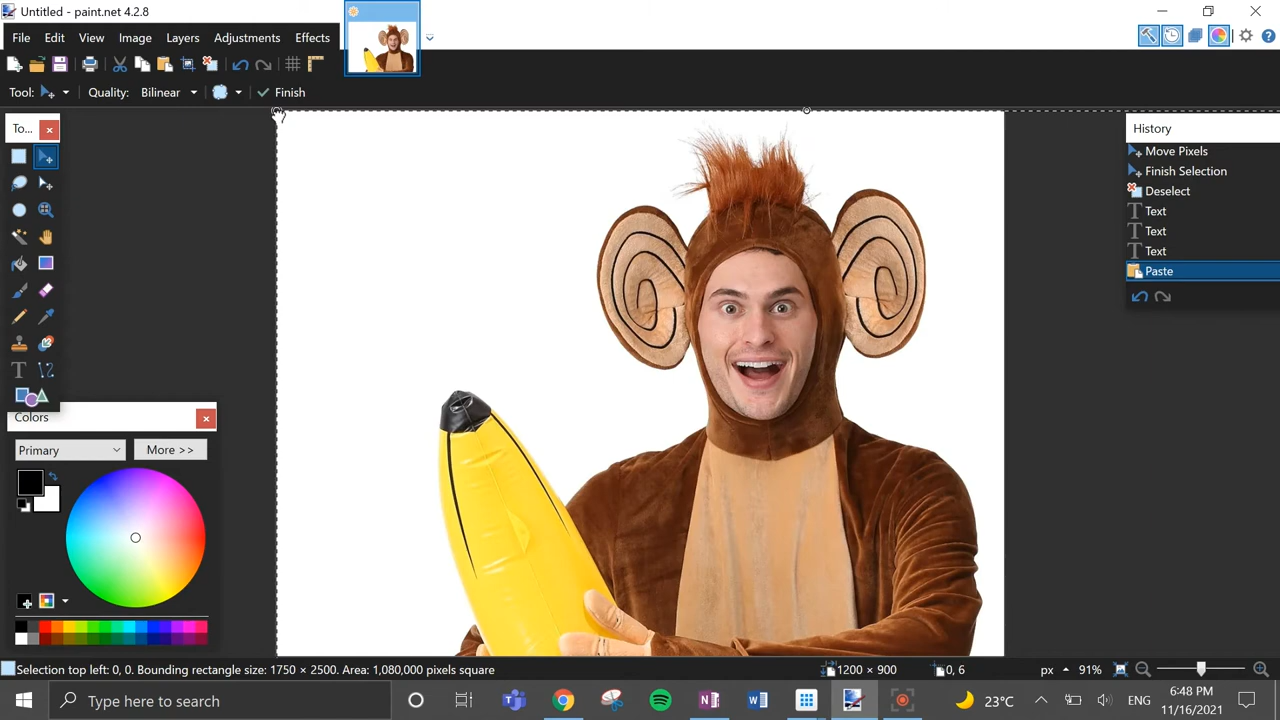 Untitled - paint.net 4.2.8
File Edit View Image Layers Adjustments Effects
Tool: Quality: Bilinear Finish
To...
History
Move Pixels
Finish Selection
Deselect
Text
Text
Text
Paste
Colors
Primary More >>
Selection top left: 0, 0. Bounding rectangle size: 1750 × 2500. Area: 1,080,000 pixels square 1200 × 900 0, 6 px 91%
Type here to search 23°C ENG 6:48 PM
11/16/2021